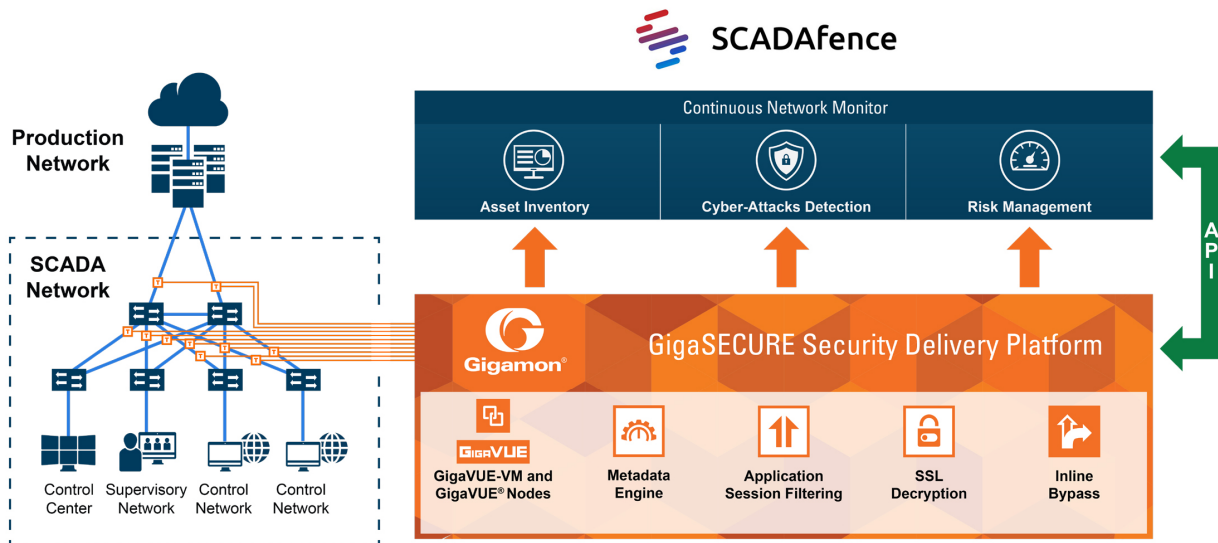 SCADAfence
Continuous Network Monitor
Asset Inventory
Cyber-Attacks Detection
Risk Management
Production
Network
SCADA
Network
T
T
T
T
T
T
T
T
T
T
Control
Center
Supervisory
Network
Control
Network
Control
Network
Gigamon®
GigaSECURE Security Delivery Platform
GigaVUE
GigaVUE-VM and
GigaVUE® Nodes
Metadata
Engine
Application
Session Filtering
SSL
Decryption
Inline
Bypass
A
P
I